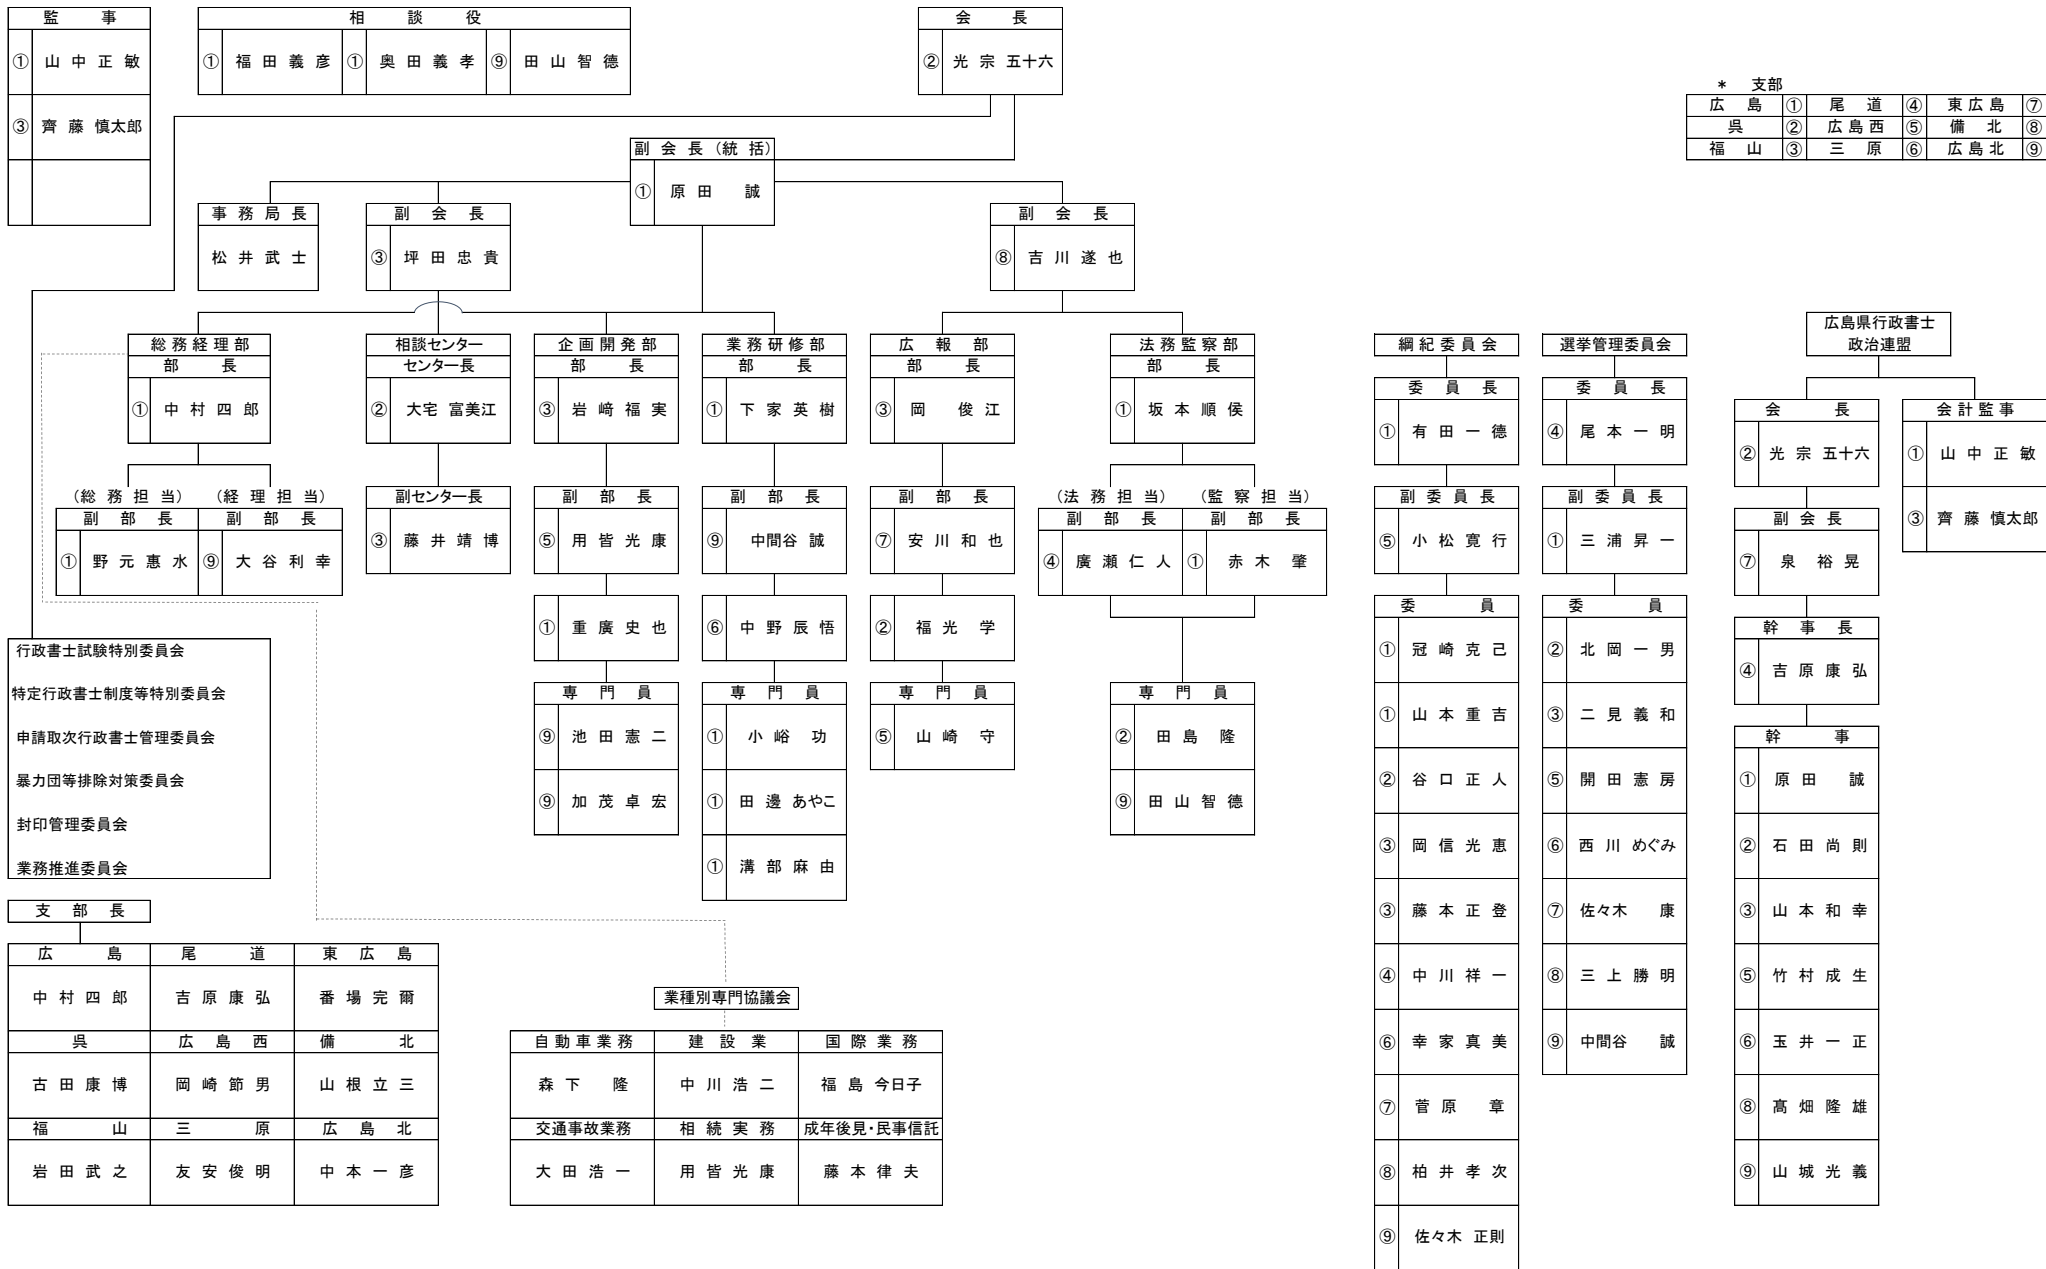 監事
① 山中正敏
③ 齊藤慎太郎
相談役
① 福田義彦 ① 奥田義孝 ⑨ 田山智德
会長
② 光宗五十六
* 支部
広島 ① 尾道 ④ 東広島 ⑦
呉 ② 広島西 ⑤ 備北 ⑧
福山 ③ 三原 ⑥ 広島北 ⑨
副会長(統括)
① 原田誠
事務局長
松井武士
副会長
③ 坪田忠貴
副会長
⑧ 吉川遂也
総務経理部
部長
① 中村四郎
(総務担当)
副部長
① 野元惠水
(経理担当)
副部長
⑨ 大谷利幸
相談センター
センター長
② 大宅富美江
副センター長
③ 藤井靖博
企画開発部
部長
③ 岩﨑福実
副部長
⑤ 用皆光康
① 重廣史也
専門員
⑨ 池田憲二
⑨ 加茂卓宏
業務研修部
部長
① 下家英樹
副部長
⑨ 中間谷誠
⑥ 中野辰悟
専門員
① 小峪功
① 田邊あやこ
① 溝部麻由
広報部
部長
③ 岡俊江
副部長
⑦ 安川和也
② 福光学
専門員
⑤ 山崎守
法務監察部
部長
① 坂本順侯
(法務担当)
副部長
④ 廣瀬仁人
(監察担当)
副部長
① 赤木肇
専門員
② 田島隆
⑨ 田山智德
綱紀委員会
委員長
① 有田一德
副委員長
⑤ 小松寛行
委員
① 冠崎克己
① 山本重吉
② 谷口正人
③ 岡信光恵
③ 藤本正登
④ 中川祥一
⑥ 幸家真美
⑦ 菅原章
⑧ 柏井孝次
⑨ 佐々木正則
選挙管理委員会
委員長
④ 尾本一明
副委員長
① 三浦昇一
委員
② 北岡一男
③ 二見義和
⑤ 開田憲房
⑥ 西川めぐみ
⑦ 佐々木康
⑧ 三上勝明
⑨ 中間谷誠
広島県行政書士
政治連盟
会長
② 光宗五十六
副会長
⑦ 泉裕晃
幹事長
④ 吉原康弘
幹事
① 原田誠
② 石田尚則
③ 山本和幸
⑤ 竹村成生
⑥ 玉井一正
⑧ 髙畑隆雄
⑨ 山城光義
会計監事
① 山中正敏
③ 齊藤慎太郎
行政書士試験特別委員会
特定行政書士制度等特別委員会
申請取次行政書士管理委員会
暴力団等排除対策委員会
封印管理委員会
業務推進委員会
支部長
広島 尾道 東広島
中村四郎 吉原康弘 番場完爾
呉 広島西 備北
古田康博 岡崎節男 山根立三
福山 三原 広島北
岩田武之 友安俊明 中本一彦
業種別専門協議会
自動車業務 建設業 国際業務
森下隆 中川浩二 福島今日子
交通事故業務 相続実務 成年後見・民事信託
大田浩一 用皆光康 藤本律夫